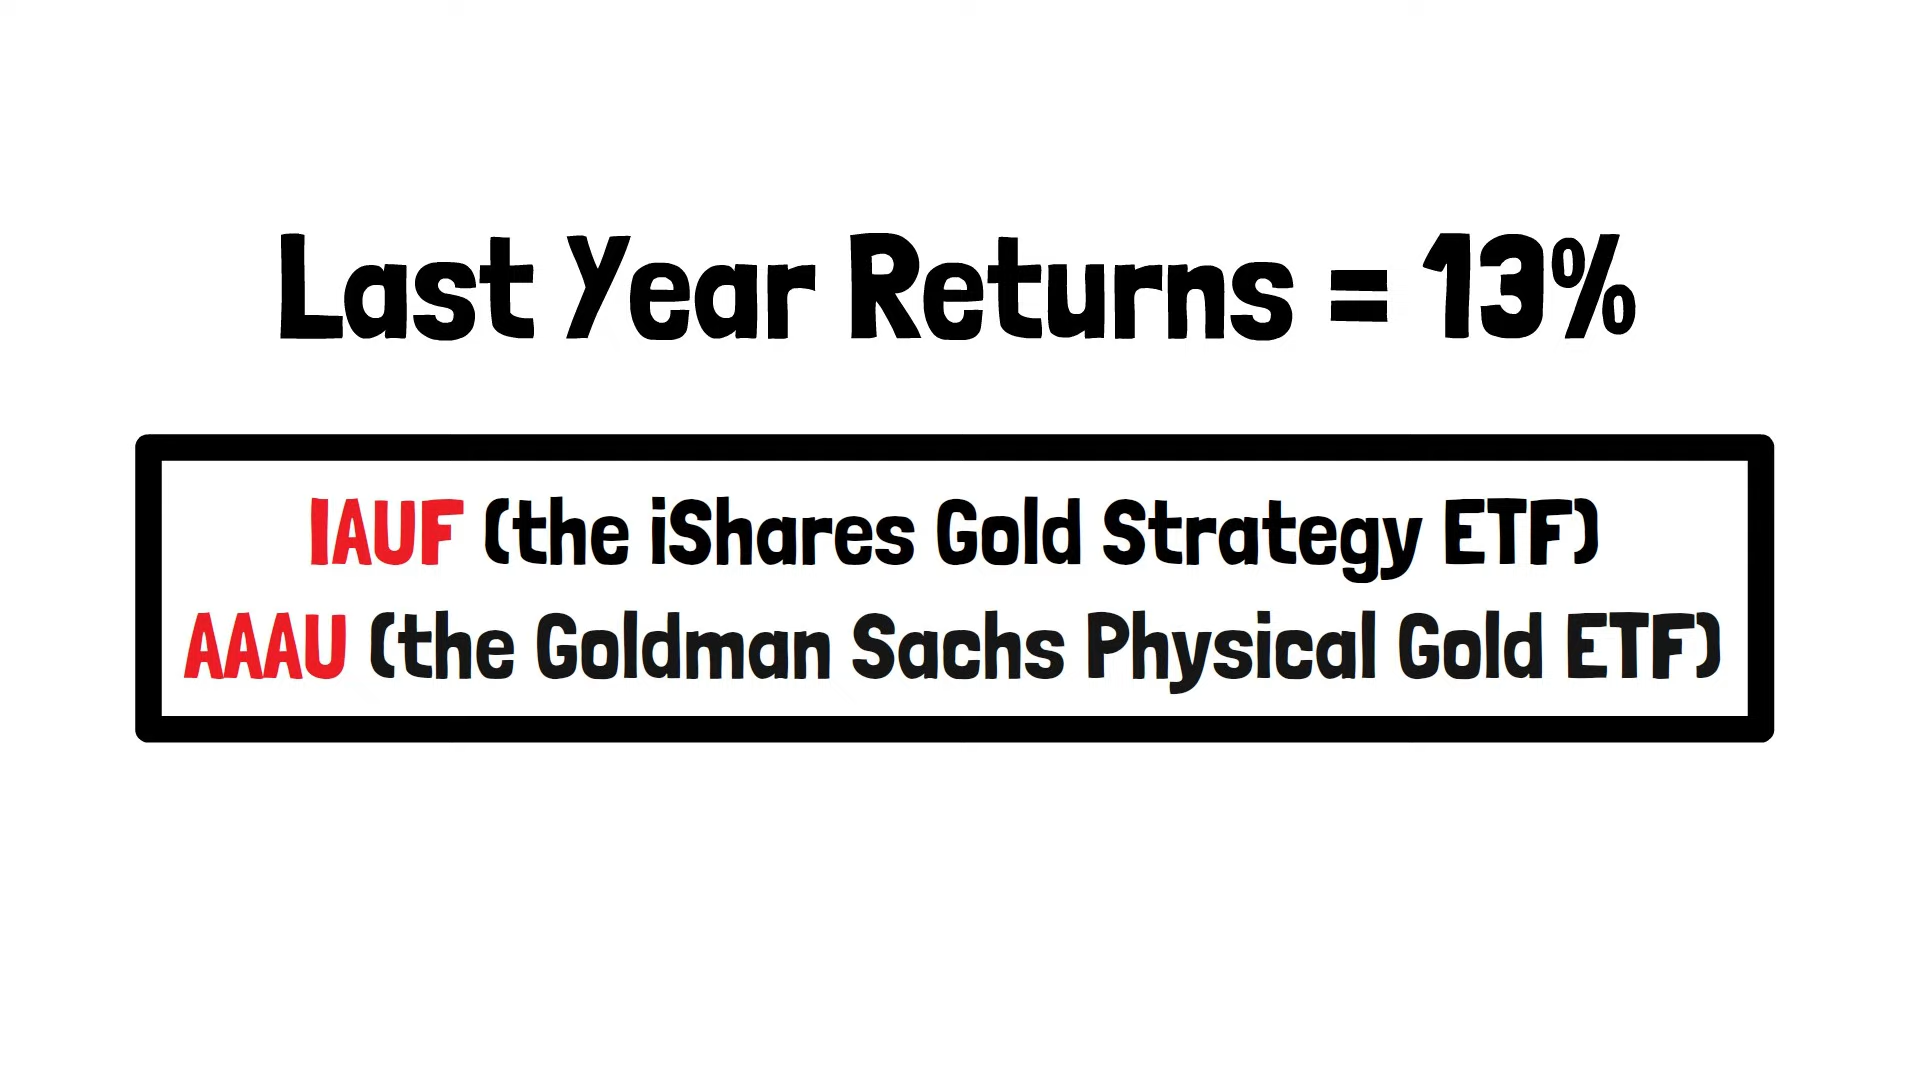 Last Year Returns = 13%
IAUF (the iShares Gold Strategy ETF)
AAAU (the Goldman Sachs Physical Gold ETF)